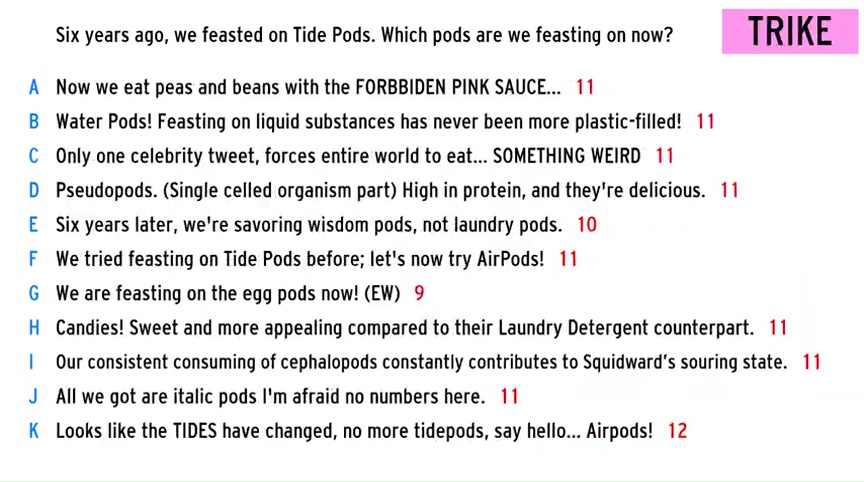 Six years ago, we feasted on Tide Pods. Which pods are we feasting on now?
TRIKE
A Now we eat peas and beans with the FORBBIDEN PINK SAUCE... 11
B Water Pods! Feasting on liquid substances has never been more plastic-filled! 11
C Only one celebrity tweet, forces entire world to eat... SOMETHING WEIRD 11
D Pseudopods. (Single celled organism part) High in protein, and they're delicious. 11
E Six years later, we're savoring wisdom pods, not laundry pods. 10
F We tried feasting on Tide Pods before; let's now try AirPods! 11
G We are feasting on the egg pods now! (EW) 9
H Candies! Sweet and more appealing compared to their Laundry Detergent counterpart. 11
I Our consistent consuming of cephalopods constantly contributes to Squidward's souring state. 11
J All we got are italic pods I'm afraid no numbers here. 11
K Looks like the TIDES have changed, no more tidepods, say hello... Airpods! 12